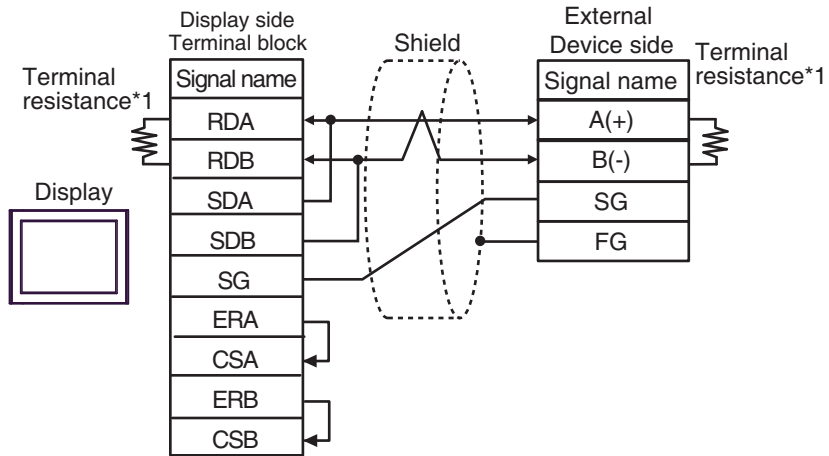 Display side
Terminal block
Shield
External
Device side
Terminal
resistance*1
Terminal
resistance*1
Signal name
RDA
RDB
SDA
SDB
SG
ERA
CSA
ERB
CSB
Signal name
A(+)
B(-)
SG
FG
Display